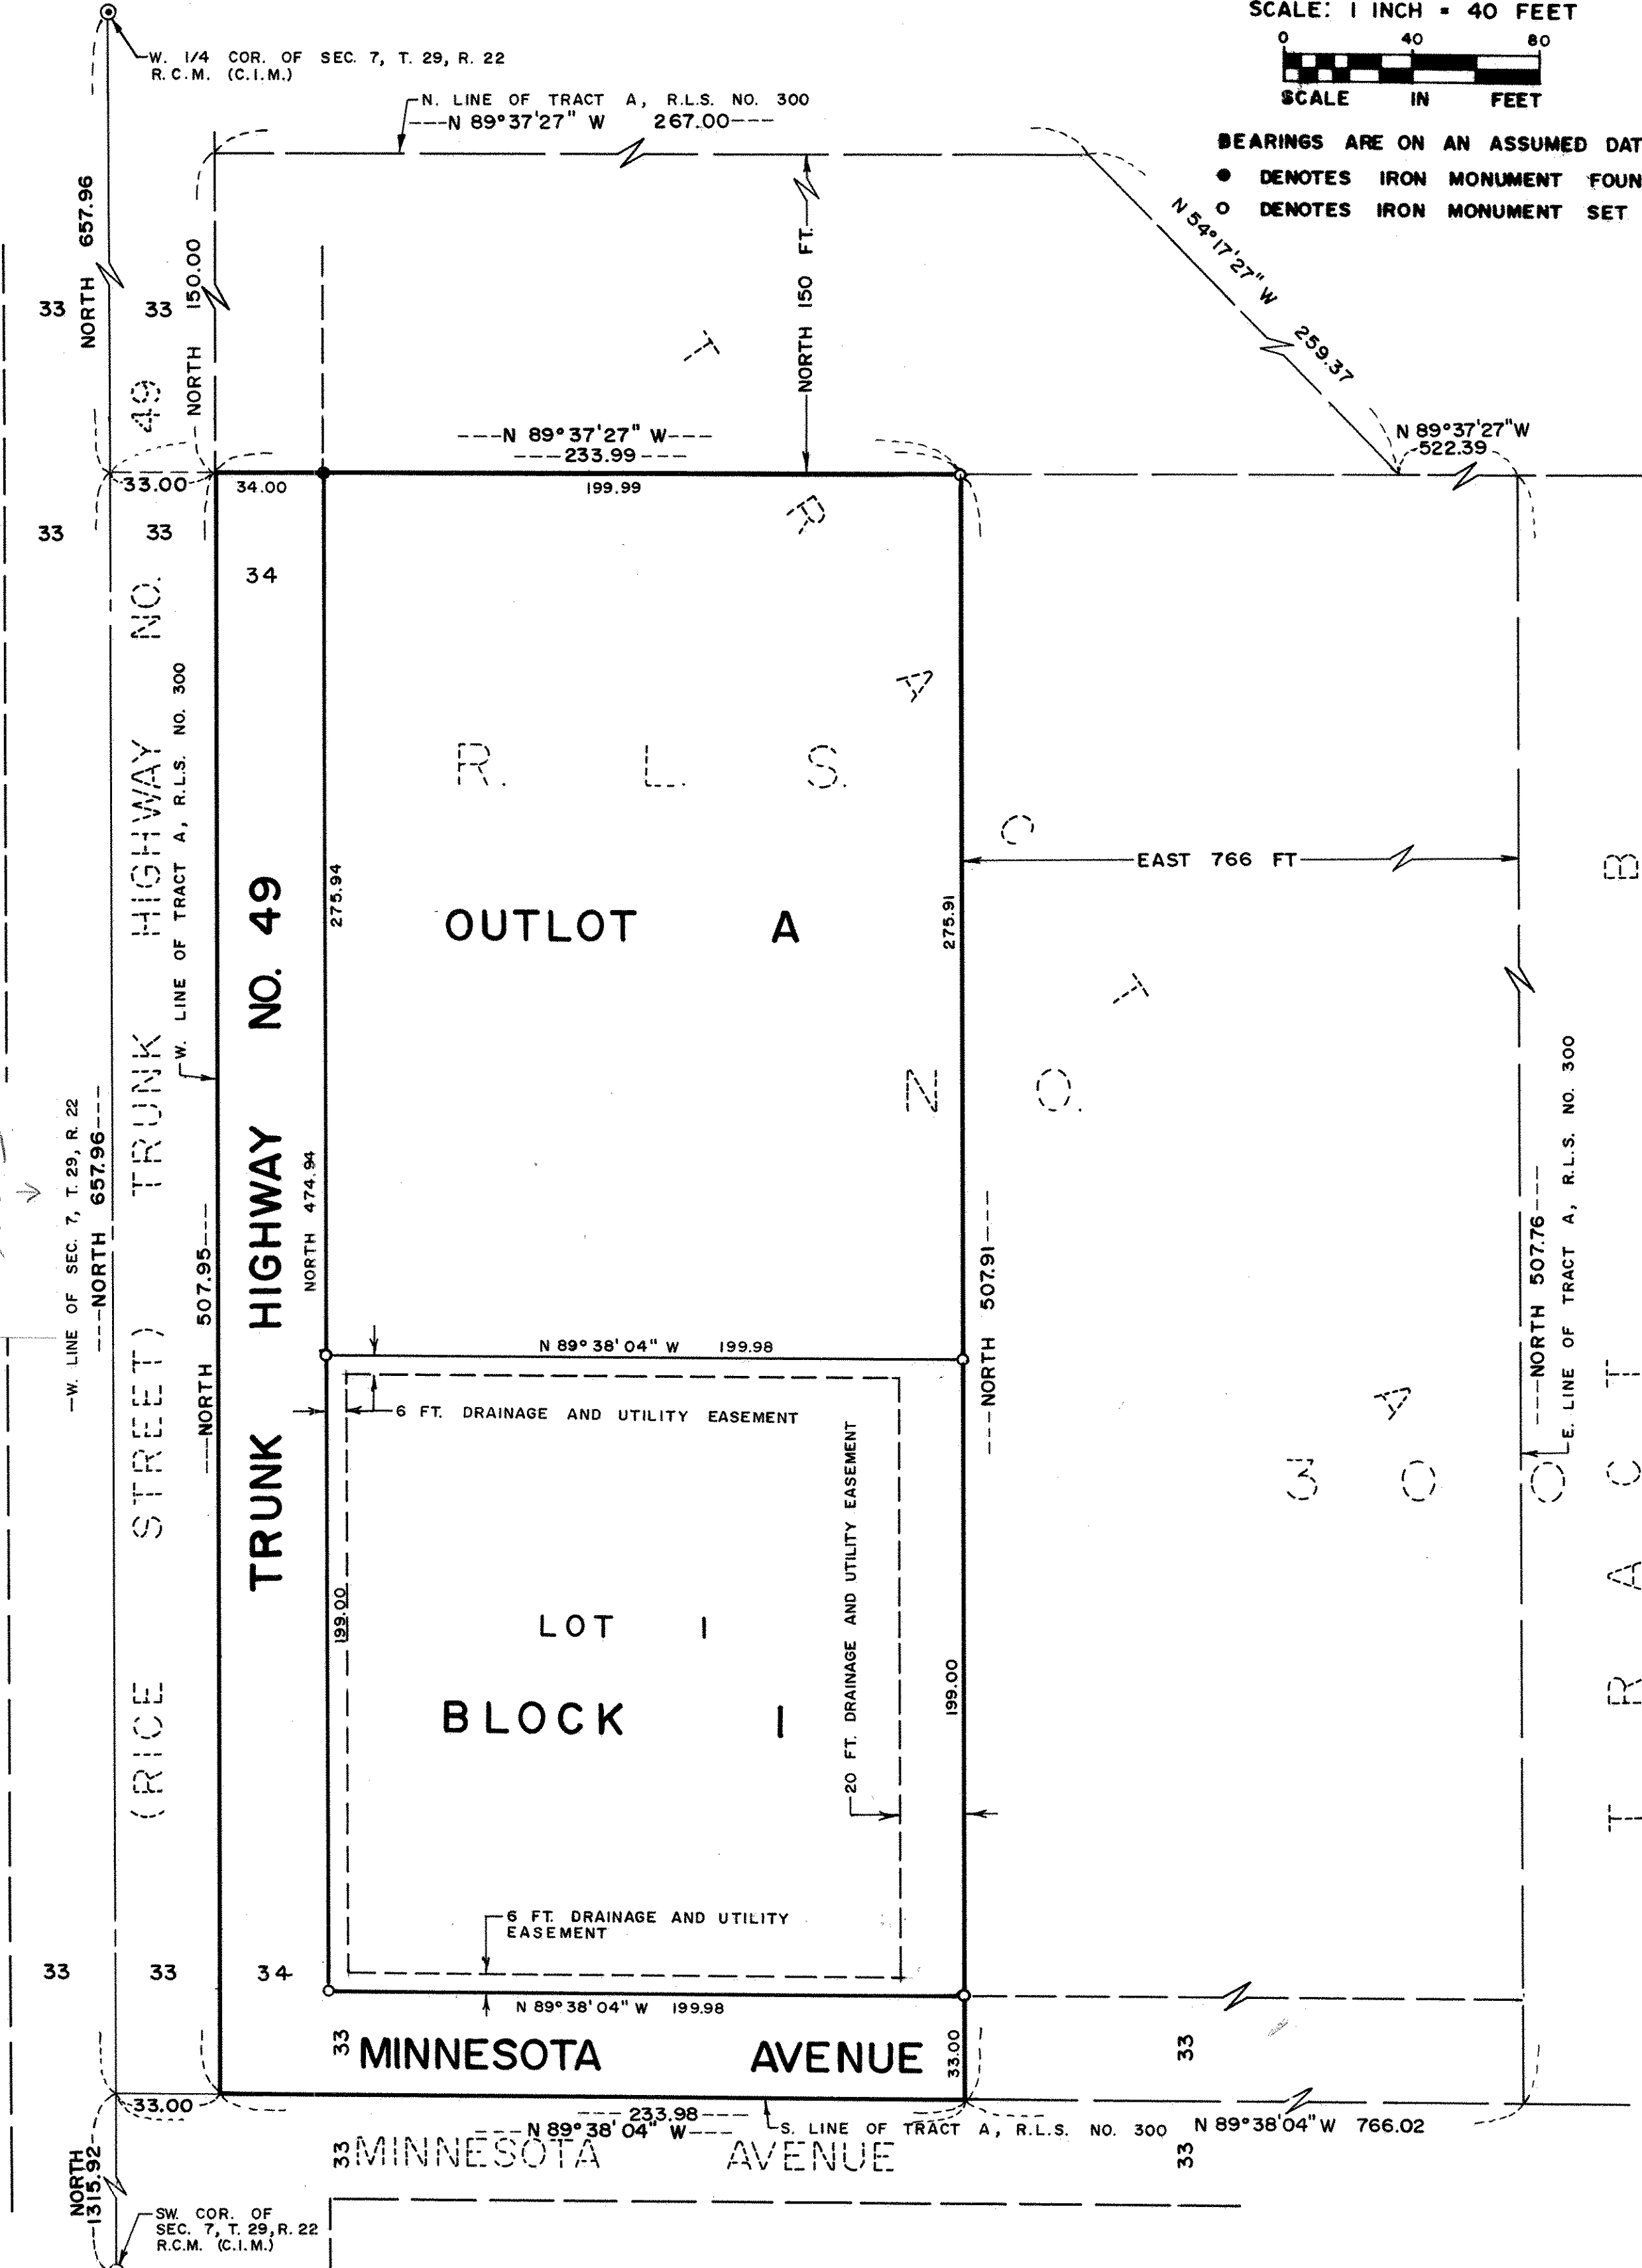 SCALE: 1 INCH = 40 FEET
0 40 80
SCALE IN FEET
W. 1/4 COR. OF SEC. 7, T. 29, R. 22
R.C.M. (C.I.M.)
N. LINE OF TRACT A, R.L.S. NO. 300
---N 89°37'27" W 267.00---
BEARINGS ARE ON AN ASSUMED DAT
● DENOTES IRON MONUMENT FOUN
○ DENOTES IRON MONUMENT SET
NORTH 657.96
NORTH 150.00
NORTH 150 FT.
N 54°17'27" W 259.37
33 33
---N 89°37'27" W---
---233.99---
N 89°37'27"W
522.39
33.00
34.00
199.99
33 33
34
TRUNK HIGHWAY NO. 49
(RICE STREET)
W. LINE OF TRACT A, R.L.S. NO. 300
T R A C T A
R. L. S.
NO. 300
TRACT B
275.94
275.91
EAST 766 FT
OUTLOT A
TRUNK HIGHWAY NO. 49
—W. LINE OF SEC. 7, T. 29, R. 22
---NORTH 657.96---
---NORTH 507.95---
NORTH 474.94
---NORTH 507.91---
---NORTH 507.76---
E. LINE OF TRACT A, R.L.S. NO. 300
N 89°38'04" W 199.98
6 FT. DRAINAGE AND UTILITY EASEMENT
20 FT. DRAINAGE AND UTILITY EASEMENT
199.00
199.00
LOT 1
BLOCK 1
6 FT. DRAINAGE AND UTILITY
EASEMENT
33 33 34
N 89°38'04" W 199.98
33 MINNESOTA AVENUE 33.00 33
33.00
---233.98---
---N 89°38'04" W---
S. LINE OF TRACT A, R.L.S. NO. 300
N 89°38'04" W 766.02
33 MINNESOTA AVENUE 33
NORTH
1315.92
SW. COR. OF
SEC. 7, T. 29, R. 22
R.C.M. (C.I.M.)